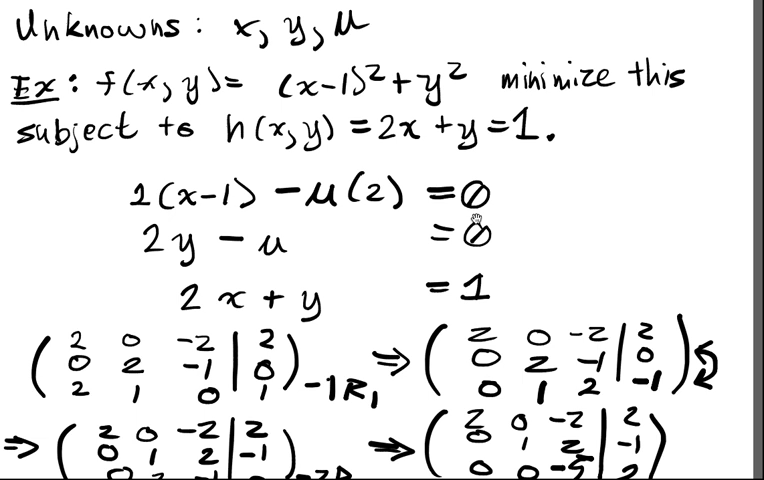 Unknowns: x, y, μ
Ex: f(x,y)= (x-1)²+y² minimize this
subject to h(x,y) =2x+y=1.
2(x-1) -μ(2) =0
2y -μ =0
2x+y =1
( 2 0 -2 | 2 ) ⇒ ( 2 0 -2 | 2 )
0 2 -1 | 0 0 2 -1 | 0
2 1 0 | 1 -1R₁ 0 1 2 | -1
⇒ ( 2 0 -2 | 2 ) ⇒ ( 2 0 -2 | 2 )
0 1 2 | -1 0 1 2 | -1
0 0 -5